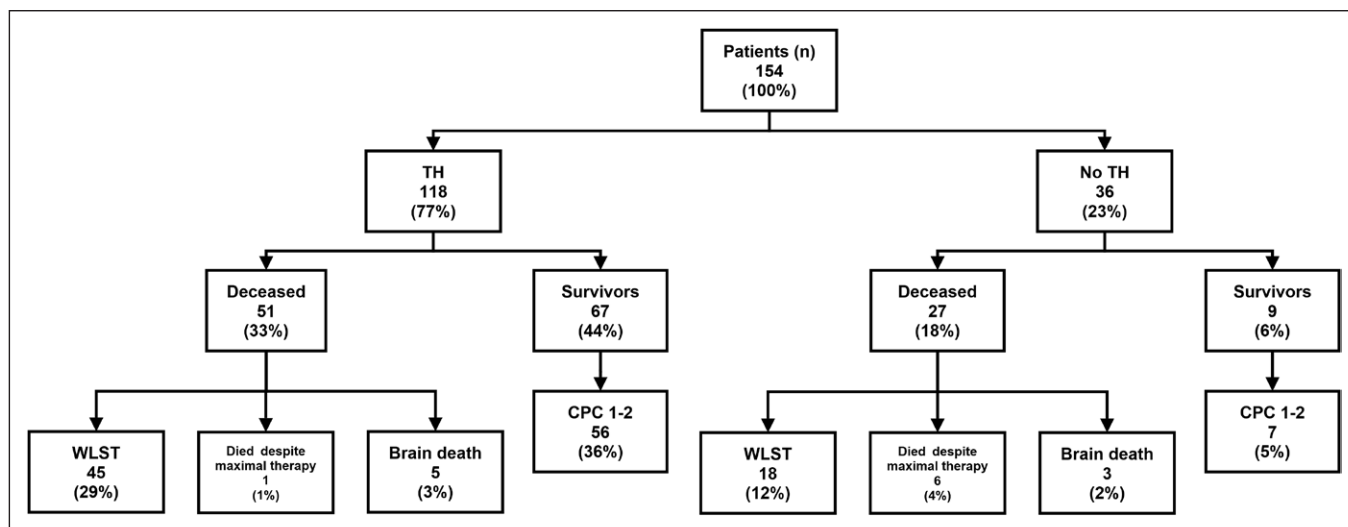 Patients (n)
154
(100%)
TH
118
(77%)
No TH
36
(23%)
Deceased
51
(33%)
Survivors
67
(44%)
Deceased
27
(18%)
Survivors
9
(6%)
WLST
45
(29%)
Died despite
maximal therapy
1
(1%)
Brain death
5
(3%)
CPC 1-2
56
(36%)
WLST
18
(12%)
Died despite
maximal therapy
6
(4%)
Brain death
3
(2%)
CPC 1-2
7
(5%)